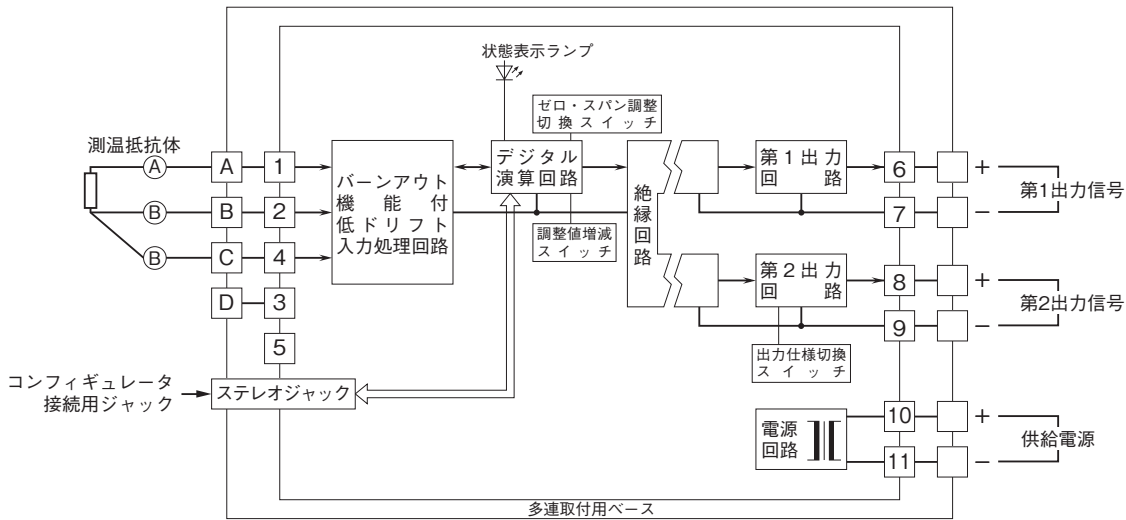 状態表示ランプ
ゼロ・スパン調整
切換スイッチ
測温抵抗体
A
A
1
デジタル
演算回路
第1出力
回路
6
+
第1出力信号
バーンアウト
機能付
低ドリフト
入力処理回路
絶縁回路
B
B
2
7
−
調整値増減
スイッチ
B
C
4
第2出力
回路
8
+
第2出力信号
D
3
9
−
5
出力仕様切換
スイッチ
コンフィギュレータ
接続用ジャック
ステレオジャック
電源
回路
10
+
供給電源
11
−
多連取付用ベース